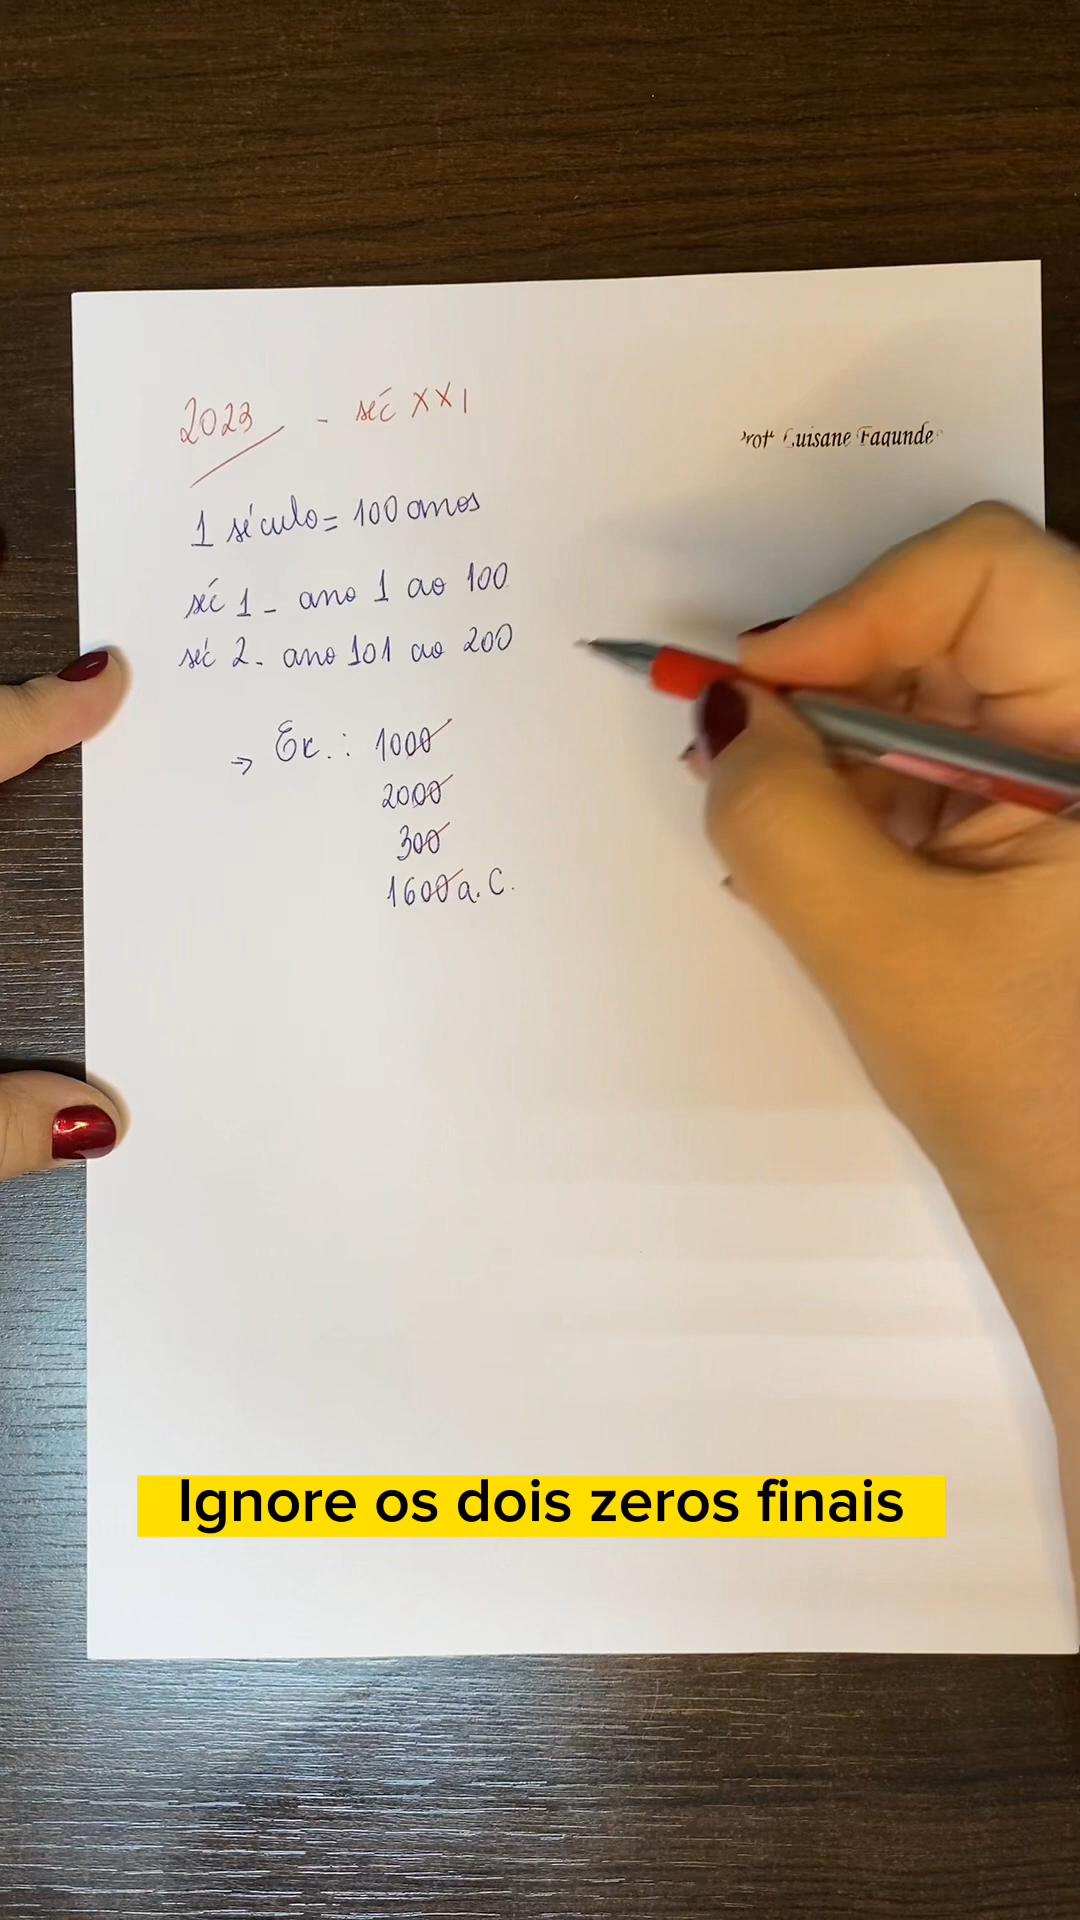 2023 - séc XXI
Luisane Fagundes
1 século = 100 anos
séc 1 - ano 1 ao 100
séc 2 - ano 101 ao 200
→ Ex.: 1000
2000
300
1600 a.C.
Ignore os dois zeros finais